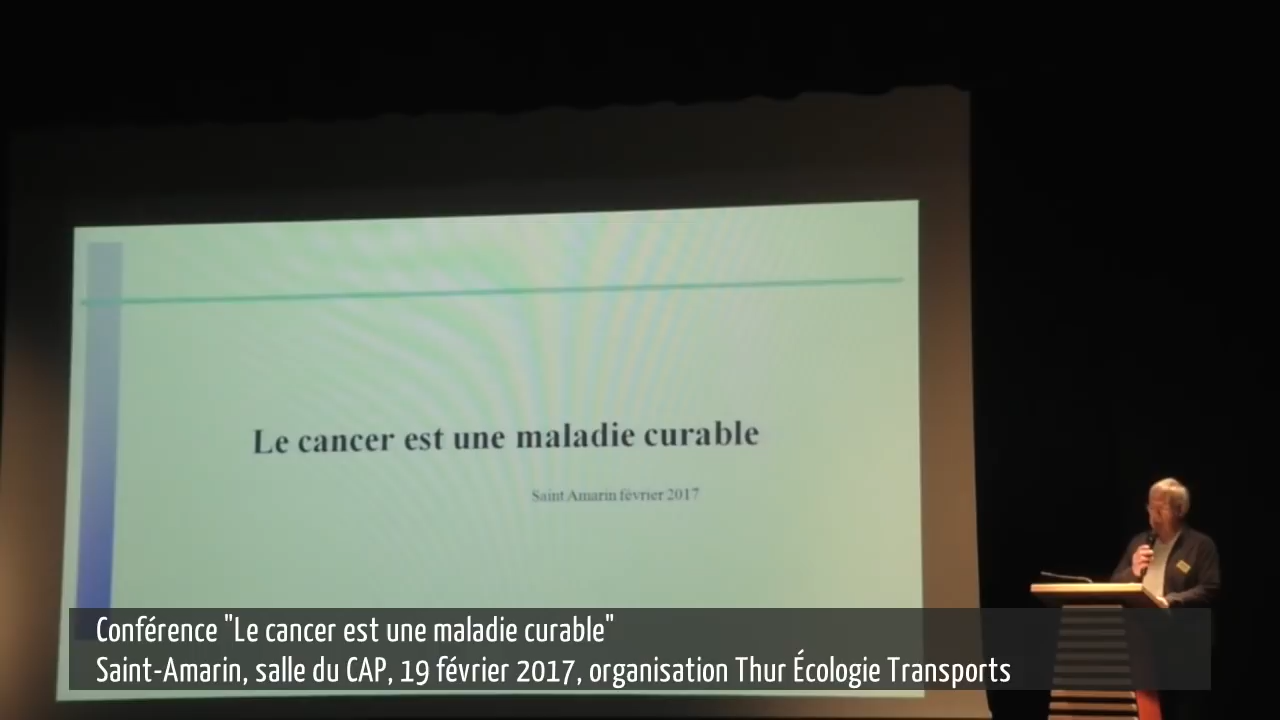 Le cancer est une maladie curable
Saint Amarin février 2017
Conférence "Le cancer est une maladie curable"
Saint-Amarin, salle du CAP, 19 février 2017, organisation Thur Écologie Transports